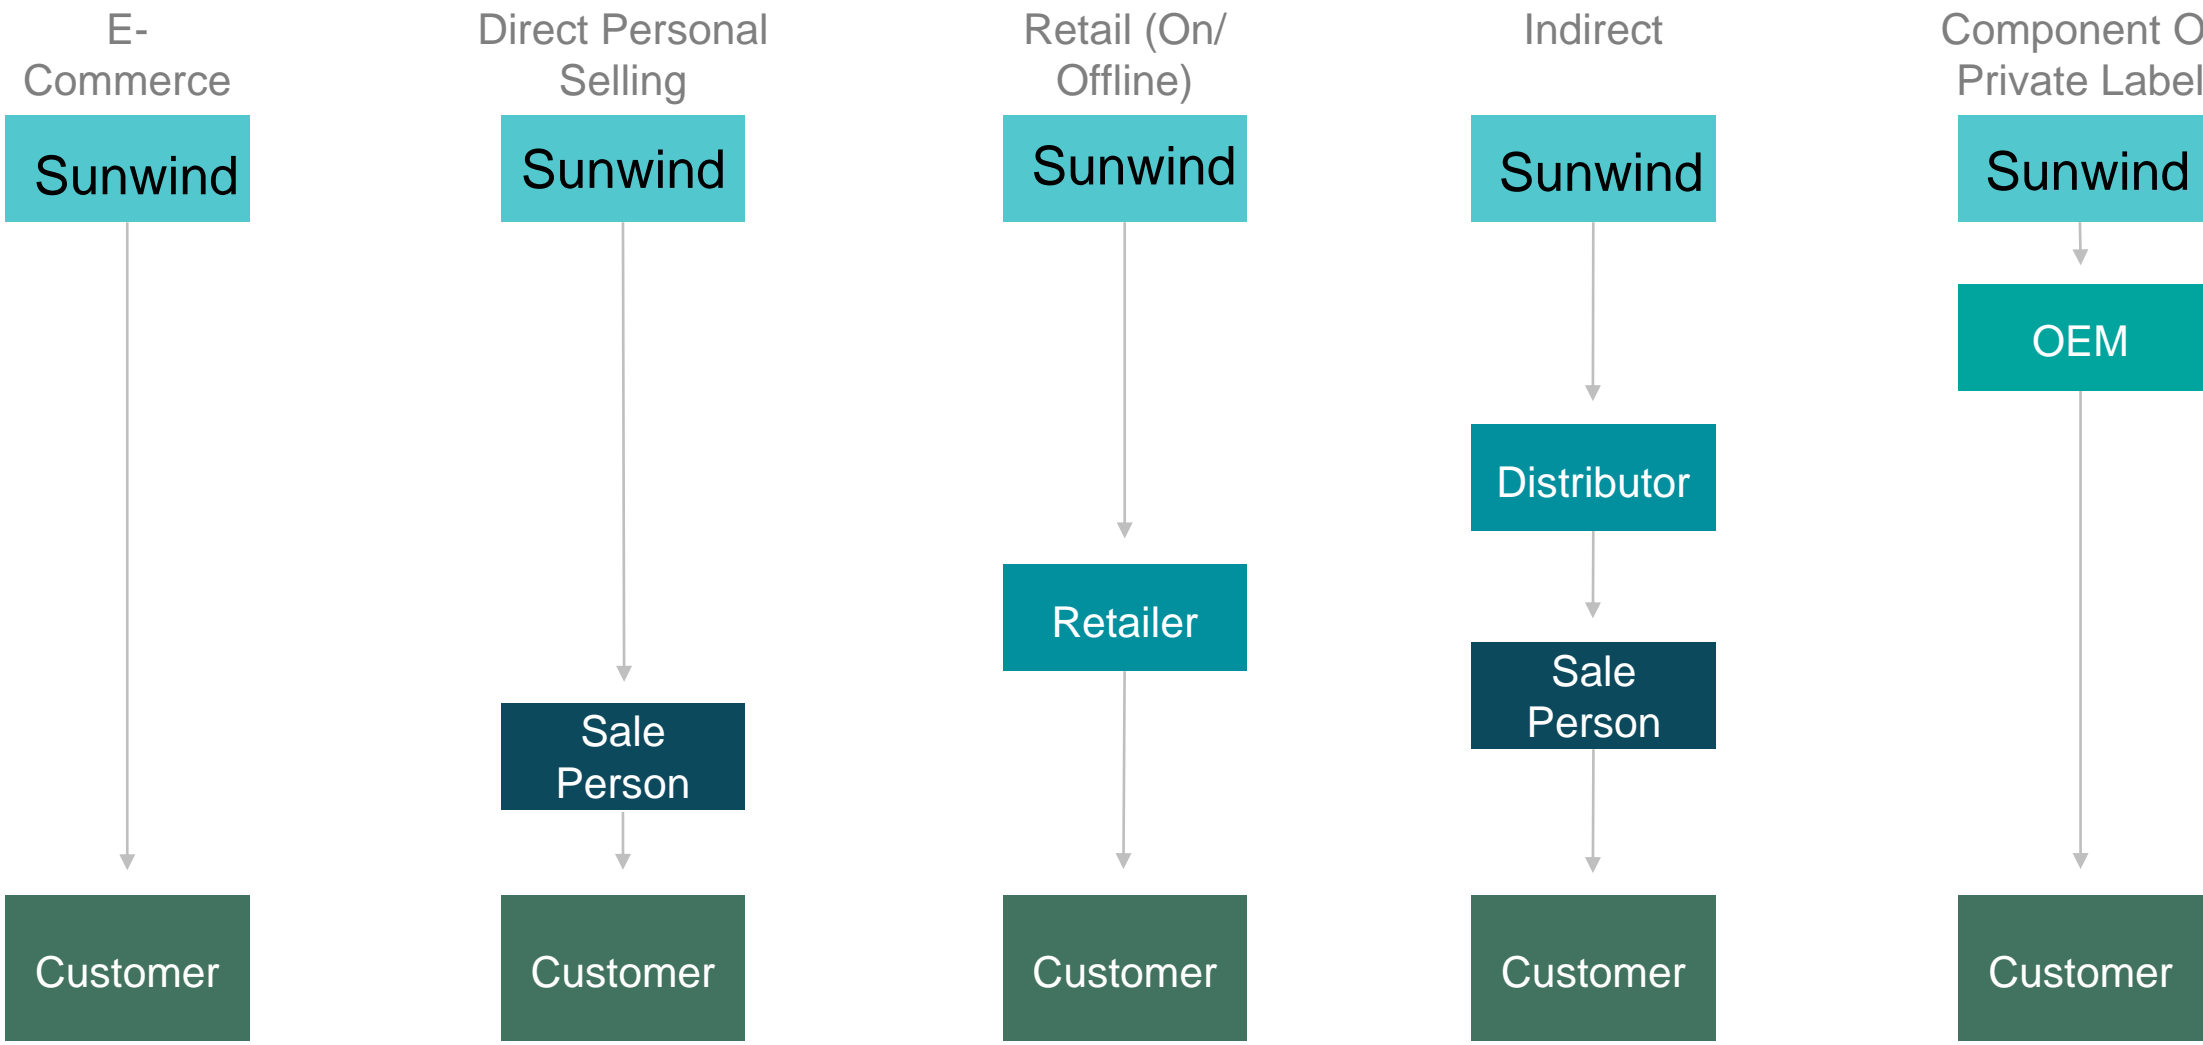 E-
Commerce
Direct Personal
Selling
Retail (On/
Offline)
Indirect
Component O
Private Label
Sunwind
Sunwind
Sunwind
Sunwind
Sunwind
OEM
Distributor
Retailer
Sale
Person
Sale
Person
Customer
Customer
Customer
Customer
Customer